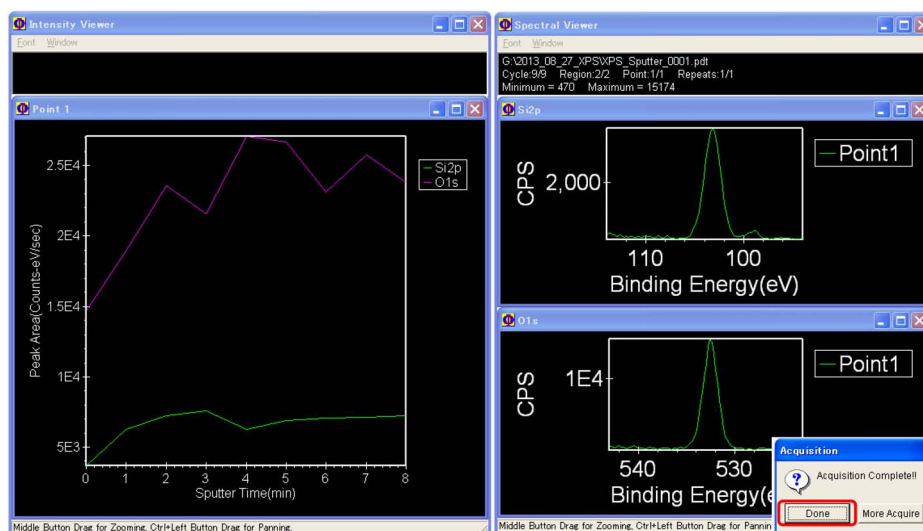 Intensity Viewer
Font Window
Point 1
Peak Area(Counts-eV/sec)
2.5E4
2E4
1.5E4
1E4
5E3
0 1 2 3 4 5 6 7 8
Sputter Time(min)
Si2p
O1s
Middle Button Drag for Zooming, Ctrl+Left Button Drag for Panning.
Spectral Viewer
Font Window
G:\2013_08_27_XPS\XPS_Sputter_0001.pdt
Cycle:9/9 Region:2/2 Point:1/1 Repeats:1/1
Minimum = 470 Maximum = 15174
Si2p
CPS
2,000
110 100
Binding Energy(eV)
Point1
O1s
CPS
1E4
540 530
Binding Energy(e
Point1
Middle Button Drag for Zooming, Ctrl+Left Button Drag for Pannin
Acquisition
Acquisition Complete!!
Done
More Acquire